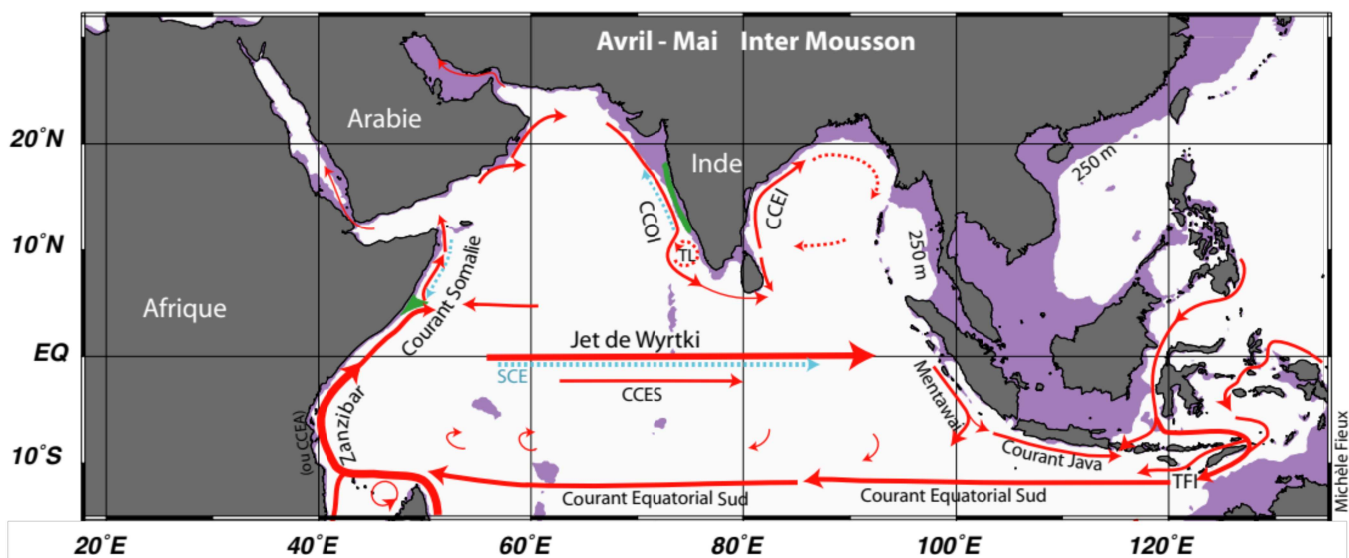 Avril - Mai Inter Mousson
Arabie
20°N
Inde
250 m
CCOI
CCEI
10°N
TL
250 m
Afrique
Courant Somalie
EQ
Jet de Wyrtki
SCE
CCES
Mentawai
Zanzibar
(ou CCEA)
10°S
Courant Java
Courant Equatorial Sud
Courant Equatorial Sud
TFI
Michèle Fieux
20°E
40°E
60°E
80°E
100°E
120°E